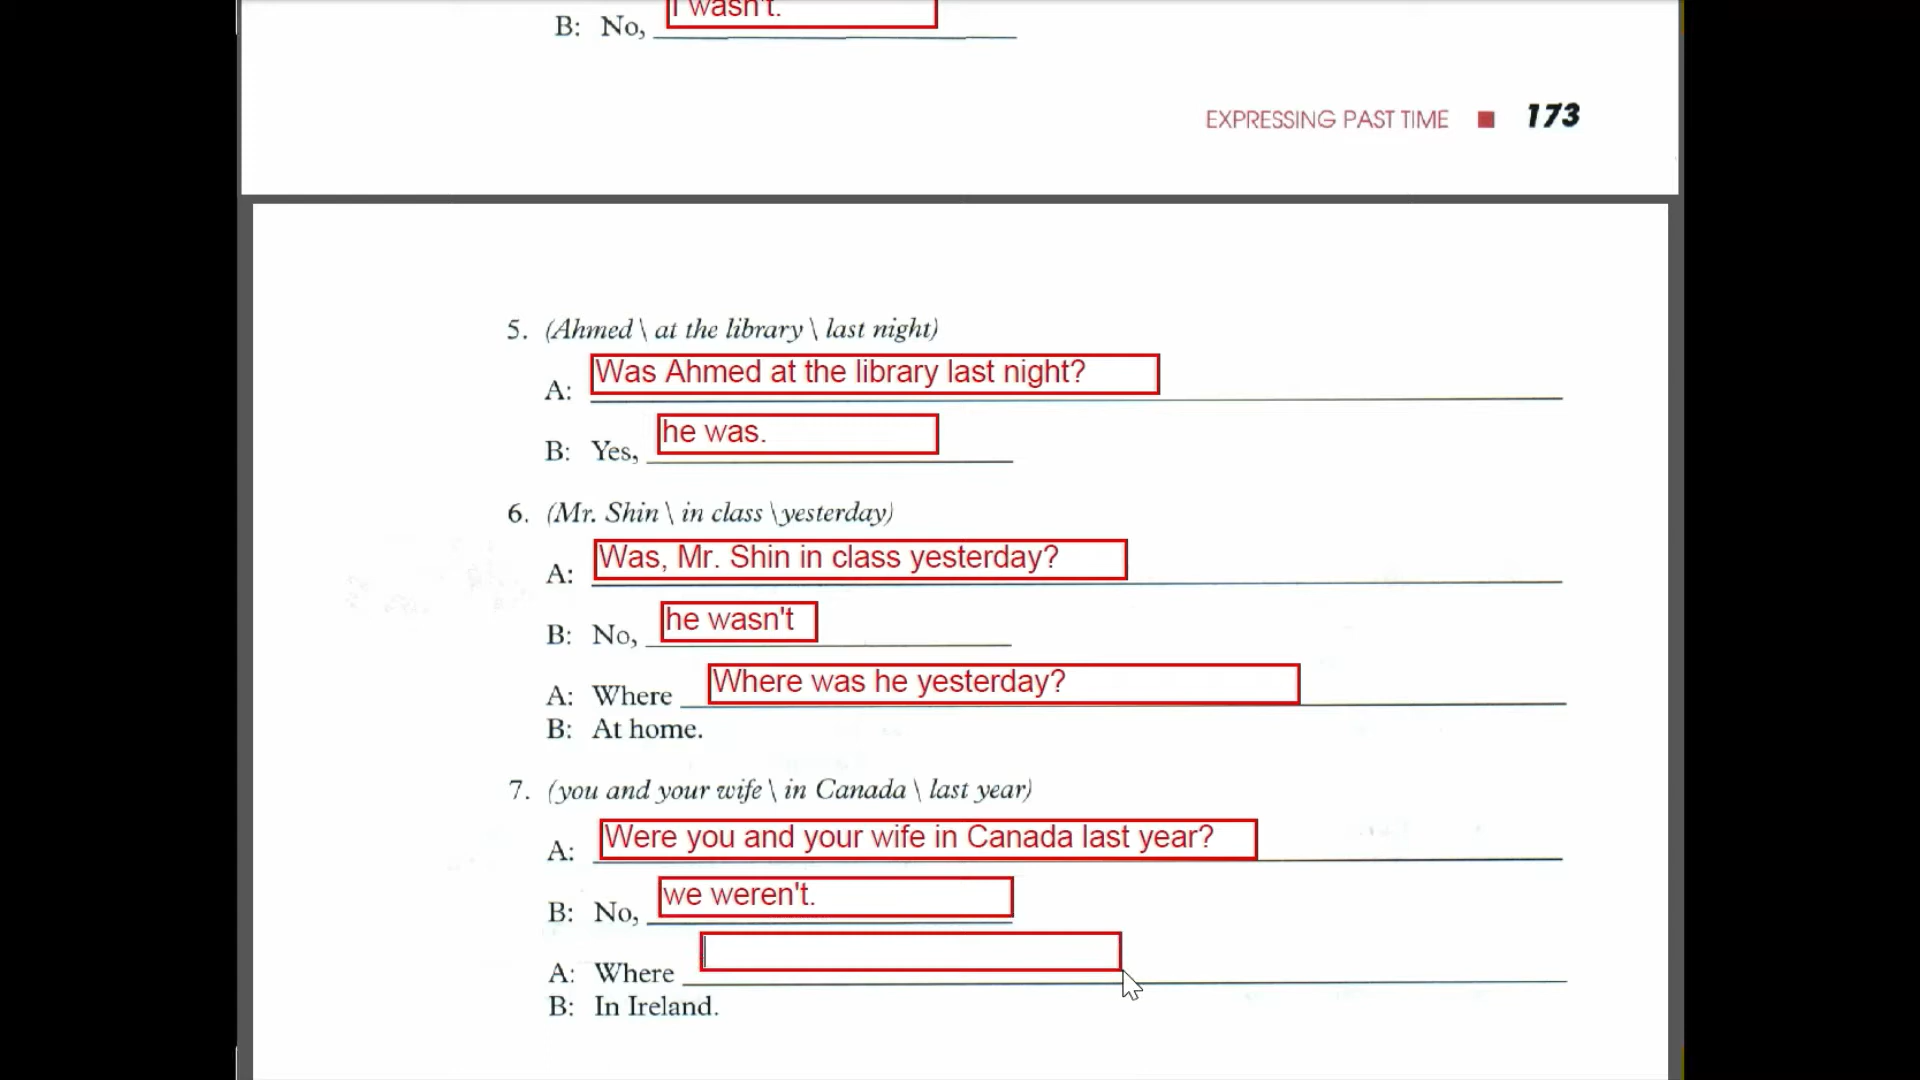 I wasn't.
B: No,
EXPRESSING PAST TIME ■ 173
5. (Ahmed \ at the library \ last night)
Was Ahmed at the library last night?
A:
he was.
B: Yes,
6. (Mr. Shin \ in class \ yesterday)
Was, Mr. Shin in class yesterday?
A:
he wasn't
B: No,
Where was he yesterday?
A: Where
B: At home.
7. (you and your wife \ in Canada \ last year)
Were you and your wife in Canada last year?
A:
we weren't.
B: No,
A: Where
B: In Ireland.